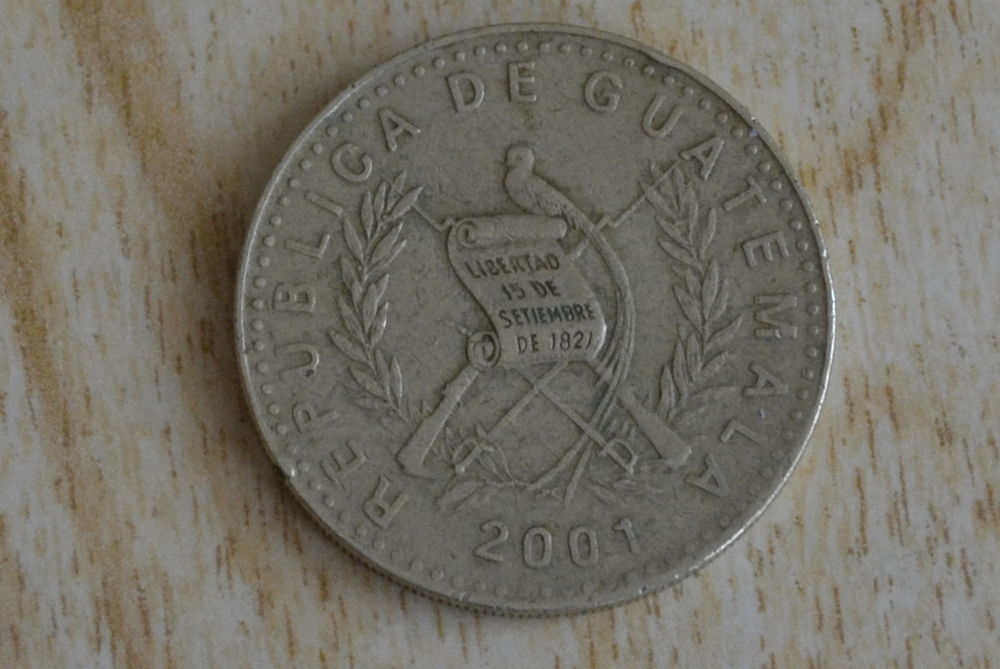 REPUBLICA DE GUATEMALA
LIBERTAD
15 DE
SETIEMBRE
DE 1821
2001